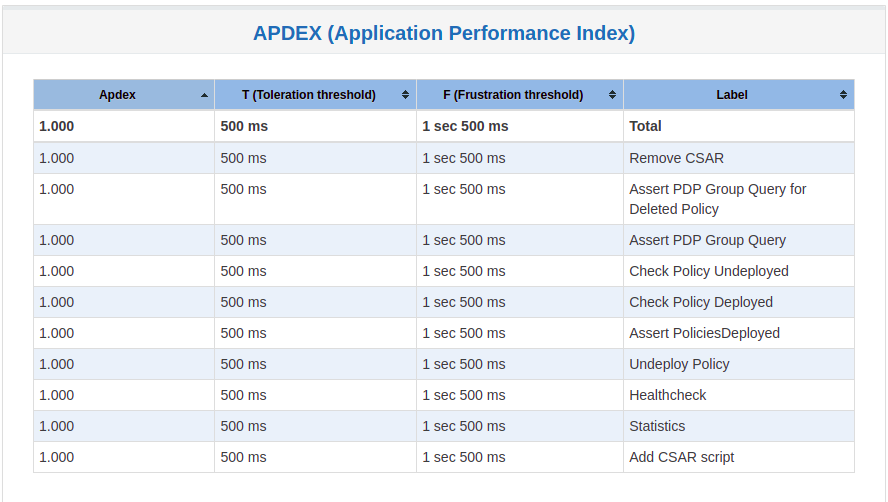 APDEX (Application Performance Index)
Apdex T (Toleration threshold) F (Frustration threshold) Label
1.000 500 ms 1 sec 500 ms Total
1.000 500 ms 1 sec 500 ms Remove CSAR
1.000 500 ms 1 sec 500 ms Assert PDP Group Query for
Deleted Policy
1.000 500 ms 1 sec 500 ms Assert PDP Group Query
1.000 500 ms 1 sec 500 ms Check Policy Undeployed
1.000 500 ms 1 sec 500 ms Check Policy Deployed
1.000 500 ms 1 sec 500 ms Assert PoliciesDeployed
1.000 500 ms 1 sec 500 ms Undeploy Policy
1.000 500 ms 1 sec 500 ms Healthcheck
1.000 500 ms 1 sec 500 ms Statistics
1.000 500 ms 1 sec 500 ms Add CSAR script